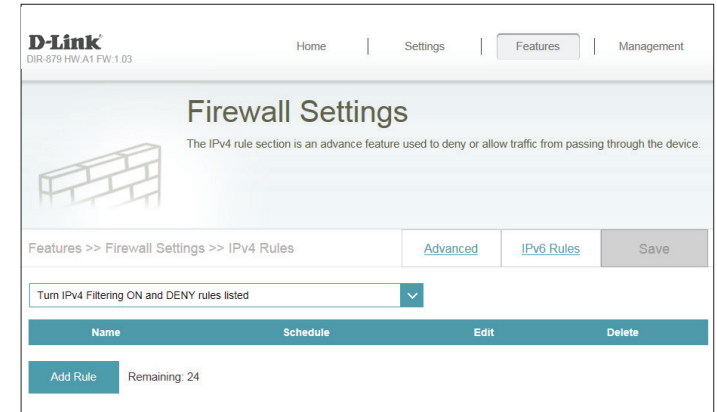 D-Link
DIR-879 HW:A1 FW:1.03
Home
Settings
Features
Management
Firewall Settings
The IPv4 rule section is an advance feature used to deny or allow traffic from passing through the device.
Features >> Firewall Settings >> IPv4 Rules
Advanced
IPv6 Rules
Save
Turn IPv4 Filtering ON and DENY rules listed
Name Schedule Edit Delete
Add Rule Remaining: 24